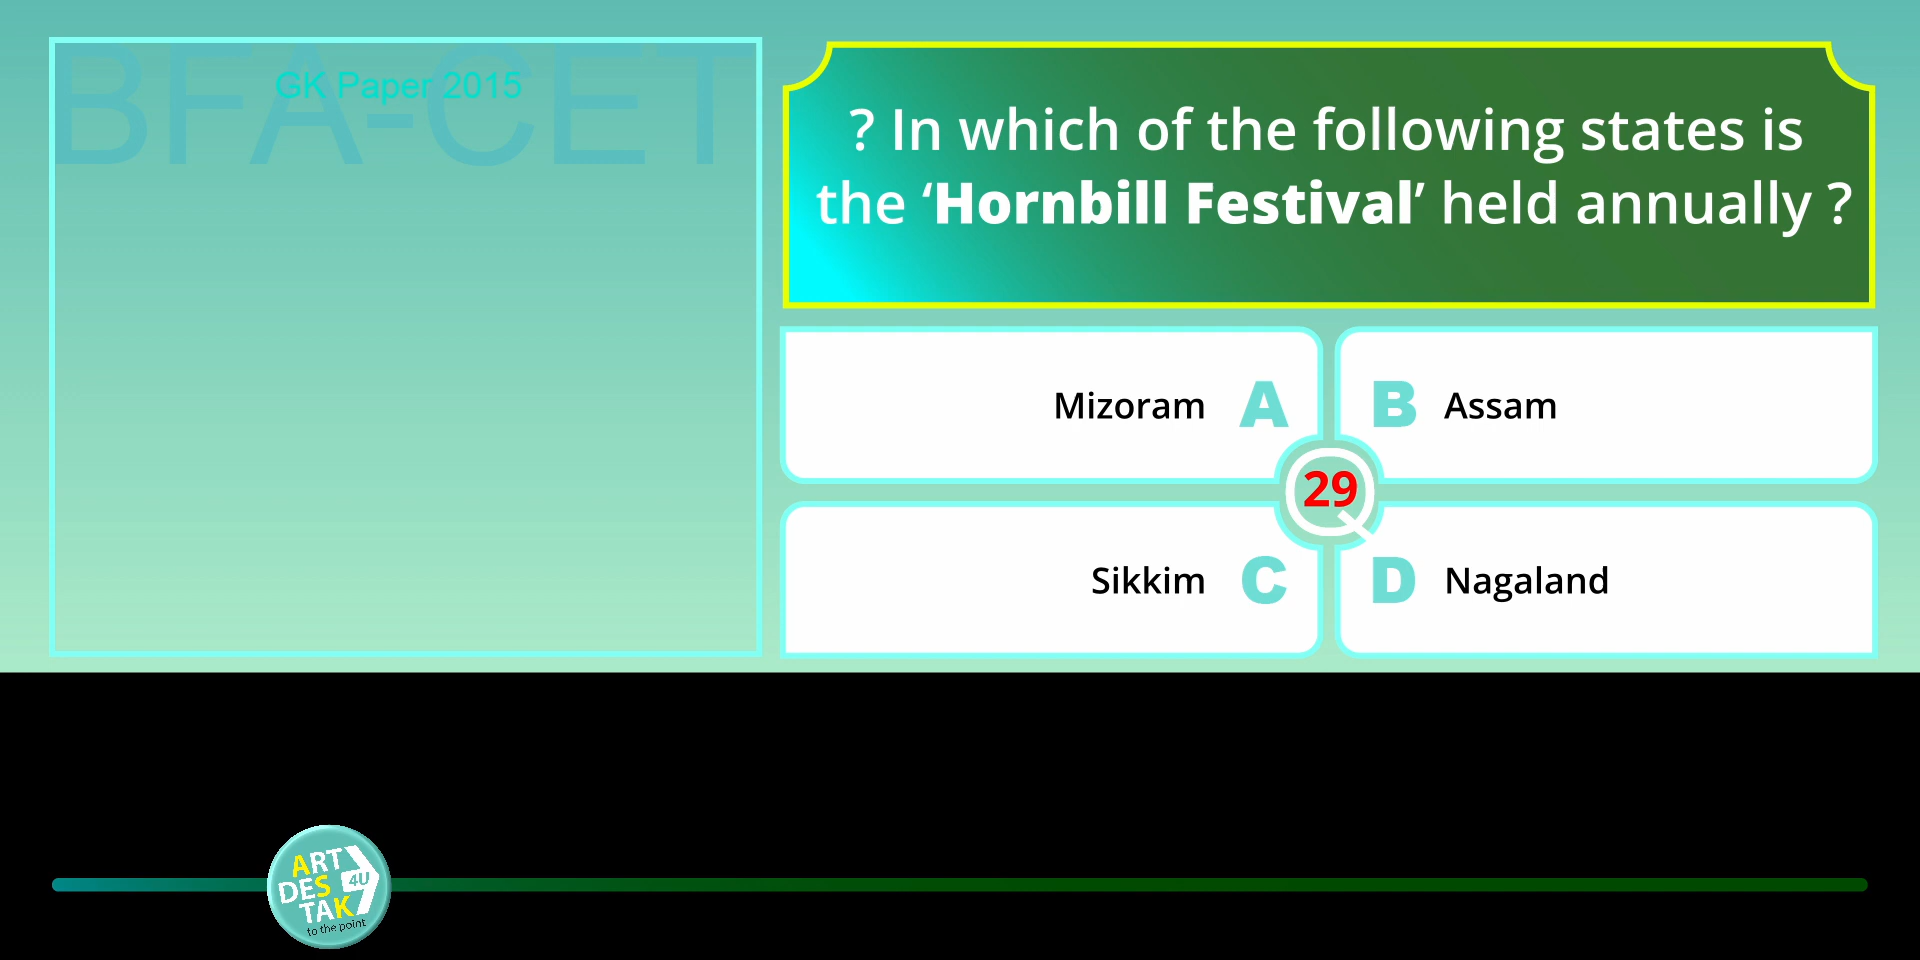 BFA-CET
GK Paper 2015
? In which of the following states is
the ‘Hornbill Festival’ held annually ?
Mizoram A
B Assam
29
Sikkim C
D Nagaland
ART
DES 4U
TAK
to the point